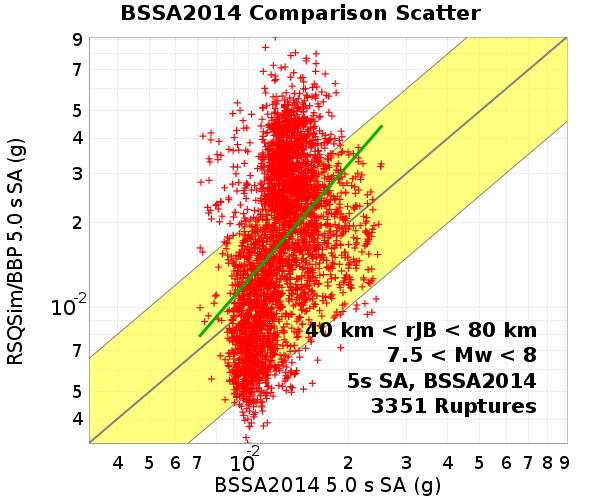 BSSA2014 Comparison Scatter
RSQSim/BBP 5.0 s SA (g)
9
7
5
4
3
2
10-2
7
5
4
40 km < rJB < 80 km
7.5 < Mw < 8
5s SA, BSSA2014
3351 Ruptures
4 5 6 7 10-2 2 3 4 5 6 7 8 9
BSSA2014 5.0 s SA (g)